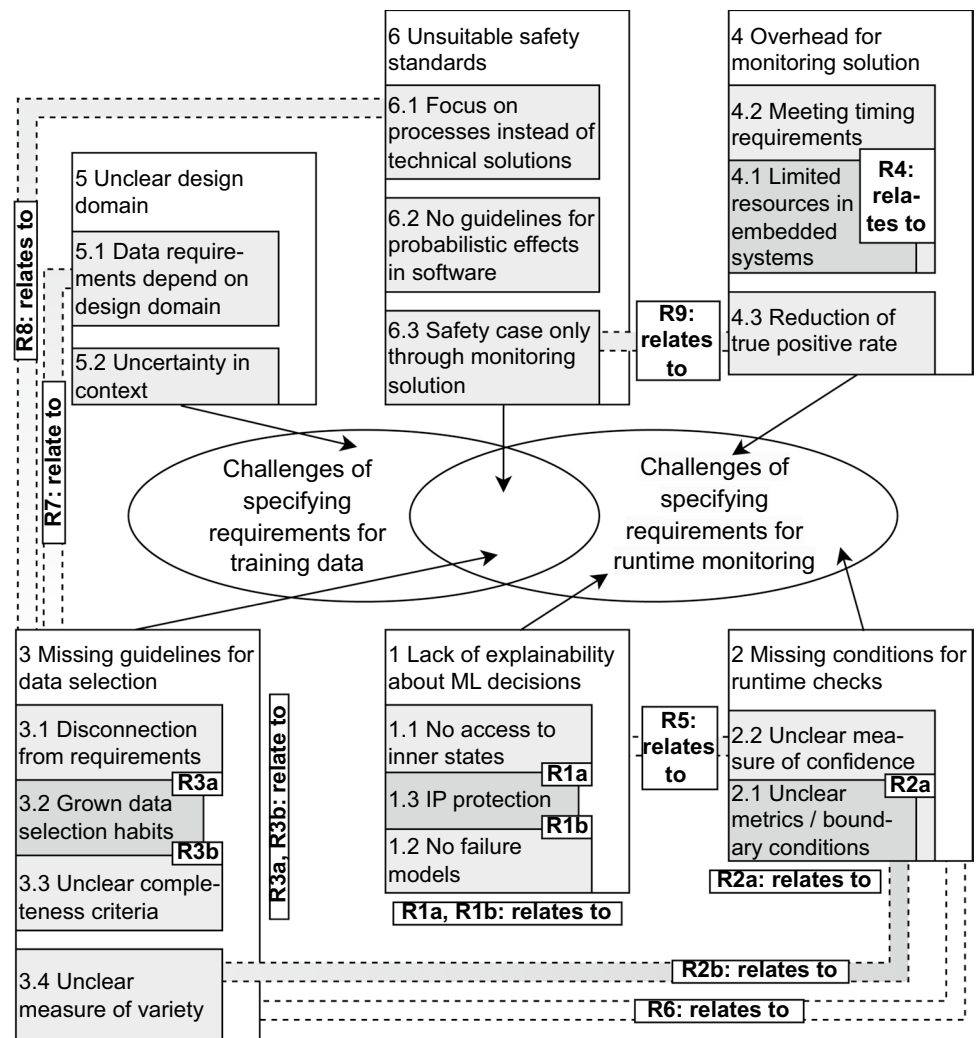 6 Unsuitable safety
standards
6.1 Focus on
processes instead of
technical solutions
6.2 No guidelines for
probabilistic effects
in software
6.3 Safety case only
through monitoring
solution
4 Overhead for
monitoring solution
4.2 Meeting timing
requirements
4.1 Limited
resources in
embedded
systems
R4:
rela-
tes to
4.3 Reduction of
true positive rate
R9:
relates
to
5 Unclear design
domain
5.1 Data require-
ments depend on
design domain
5.2 Uncertainty in
context
R8: relates to
R7: relate to
Challenges of
specifying
requirements for
training data
Challenges of
specifying
requirements for
runtime monitoring
3 Missing guidelines for
data selection
3.1 Disconnection
from requirements
R3a
3.2 Grown data
selection habits
R3b
3.3 Unclear comple-
teness criteria
3.4 Unclear
measure of variety
R3a, R3b: relate to
1 Lack of explainability
about ML decisions
1.1 No access to
inner states
R1a
1.3 IP protection
R1b
1.2 No failure
models
R1a, R1b: relates to
R5:
relates
to
2 Missing conditions for
runtime checks
2.2 Unclear mea-
sure of confidence
R2a
2.1 Unclear
metrics / bound-
ary conditions
R2a: relates to
R2b: relates to
R6: relates to